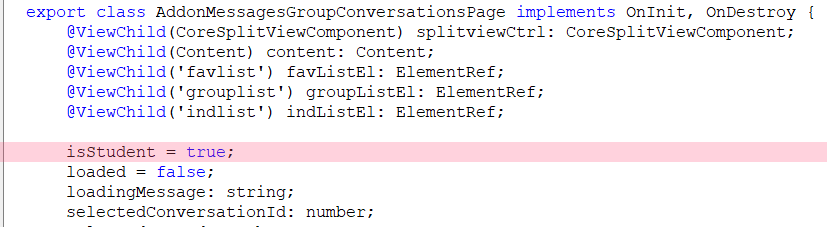 export class AddonMessagesGroupConversationsPage implements OnInit, OnDestroy {
@ViewChild(CoreSplitViewComponent) splitviewCtrl: CoreSplitViewComponent;
@ViewChild(Content) content: Content;
@ViewChild('favlist') favListEl: ElementRef;
@ViewChild('grouplist') groupListEl: ElementRef;
@ViewChild('indlist') indListEl: ElementRef;
isStudent = true;
loaded = false;
loadingMessage: string;
selectedConversationId: number;